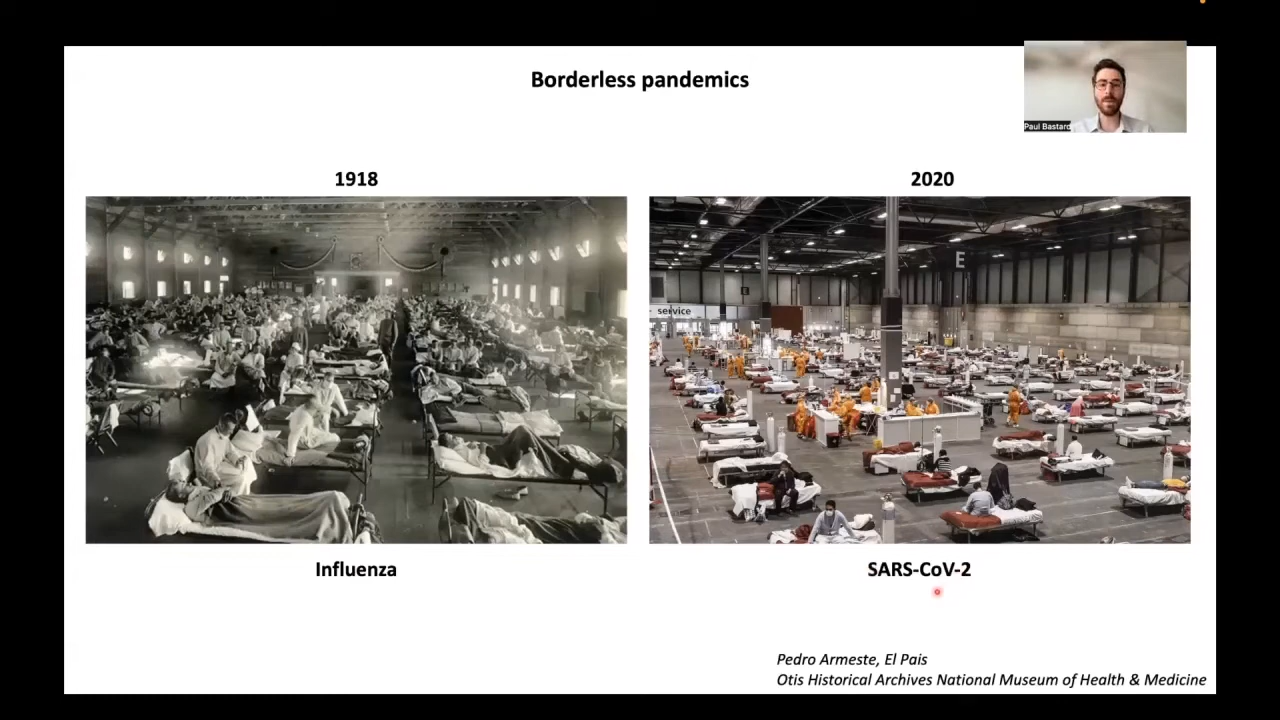 Borderless pandemics
Paul Bastard
1918
2020
E
E
service
Influenza
SARS-CoV-2
Pedro Armeste, El Pais
Otis Historical Archives National Museum of Health & Medicine